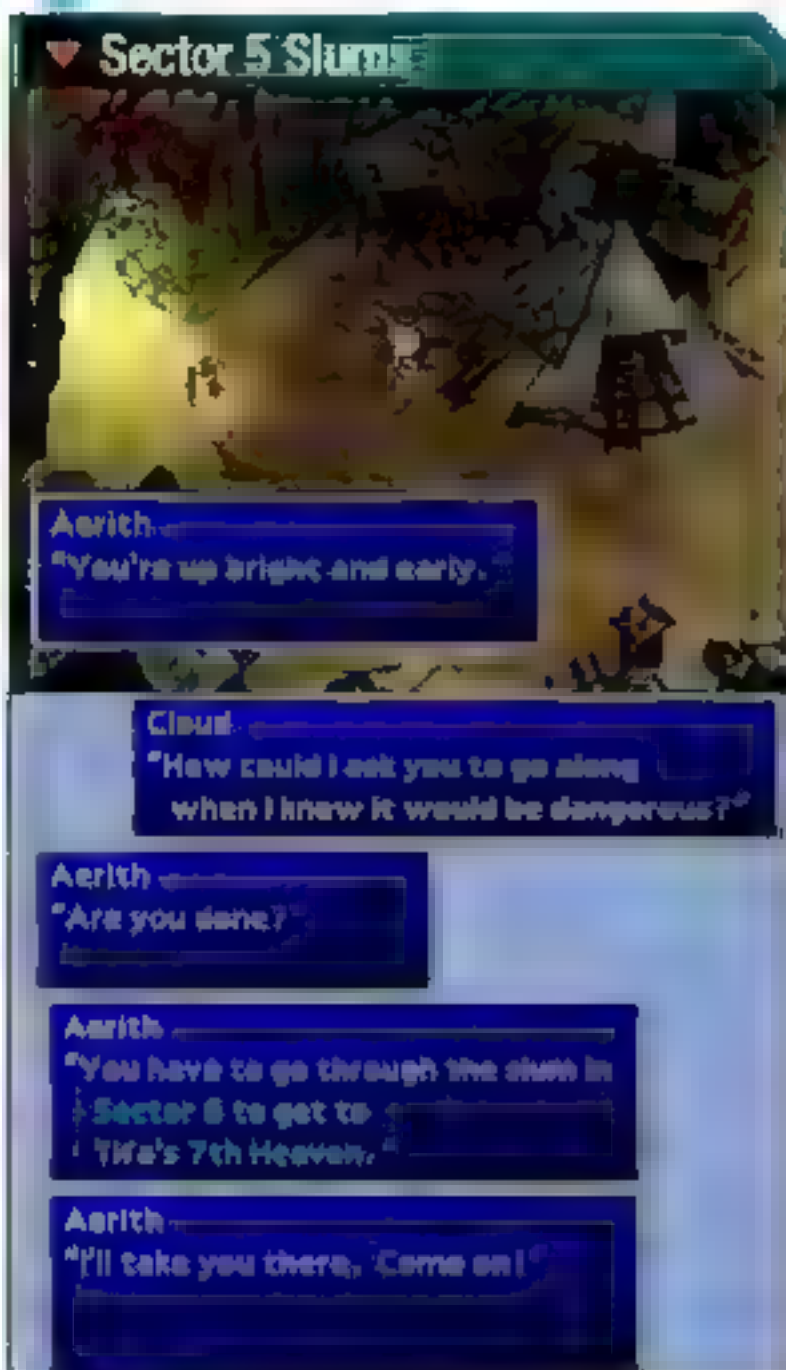 Sector 5 Slums
Aerith
"You're up bright and early."
Cloud
"How could I ask you to go along
when I knew it would be dangerous?"
Aerith
"Are you done?"
Aerith
"You have to go through the slum in
Sector 6 to get to
Tifa's 7th Heaven."
Aerith
"I'll take you there, Come on!"